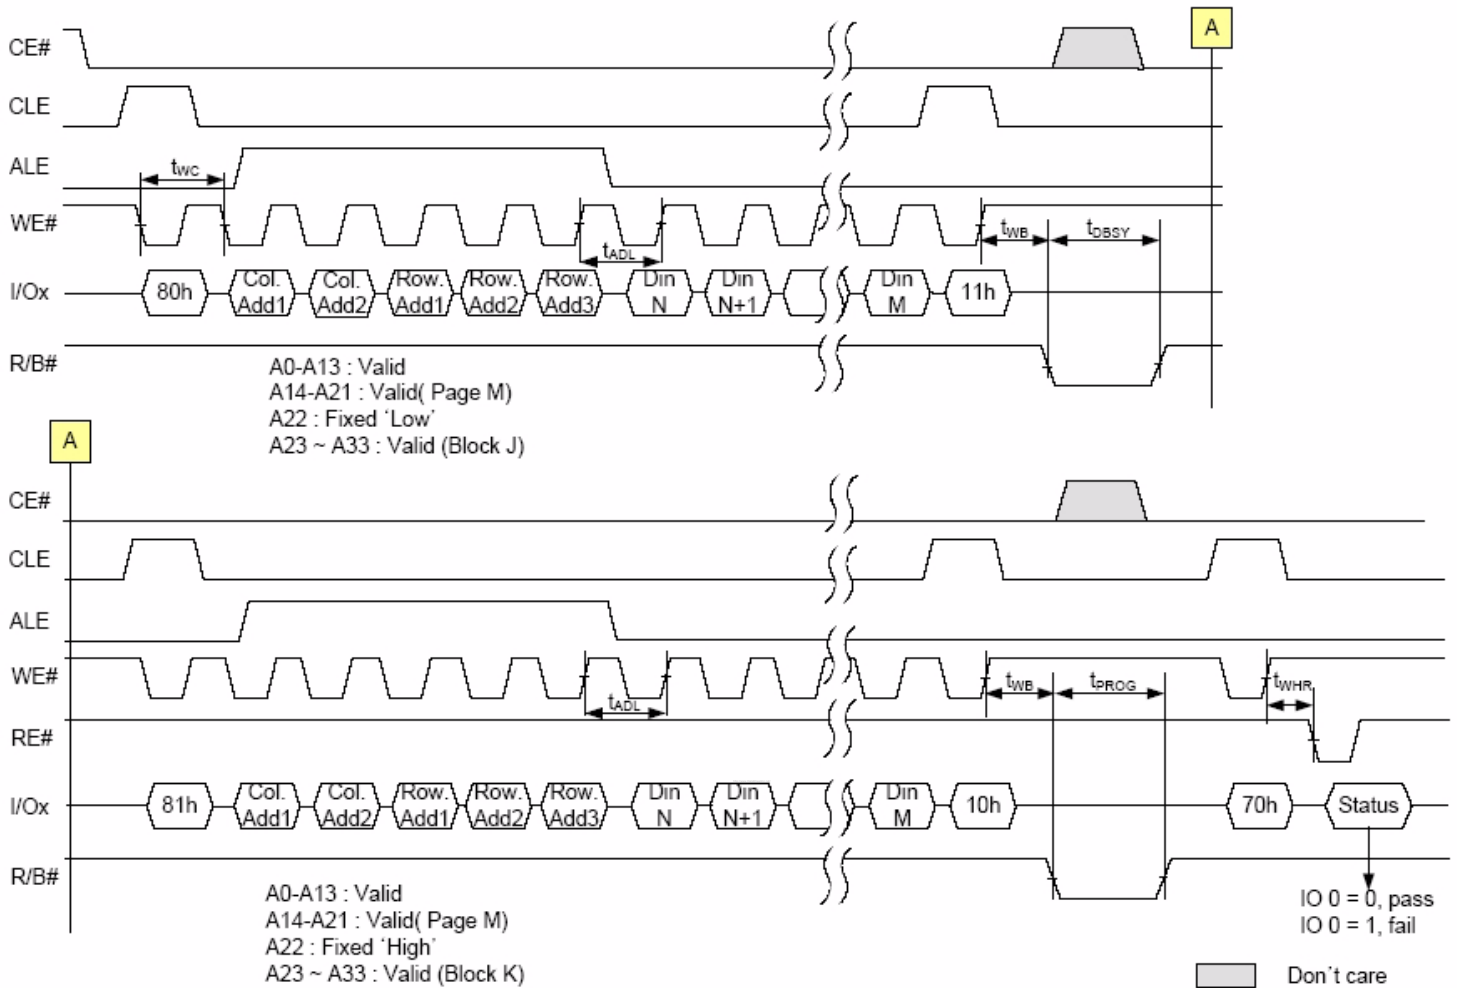 A
CE#
CLE
ALE
tWC
WE#
tADL
tWB
tDBSY
I/Ox
80h
Col. Add1
Col. Add2
Row. Add1
Row. Add2
Row. Add3
Din N
Din N+1
Din M
11h
R/B#
A0-A13 : Valid
A14-A21 : Valid( Page M)
A22 : Fixed ‘Low’
A23 ~ A33 : Valid (Block J)
A
CE#
CLE
ALE
WE#
tADL
tWB
tPROG
tWHR
RE#
I/Ox
81h
Col. Add1
Col. Add2
Row. Add1
Row. Add2
Row. Add3
Din N
Din N+1
Din M
10h
70h
Status
R/B#
IO 0 = 0, pass
IO 0 = 1, fail
A0-A13 : Valid
A14-A21 : Valid( Page M)
A22 : Fixed ‘High’
A23 ~ A33 : Valid (Block K)
Don´t care